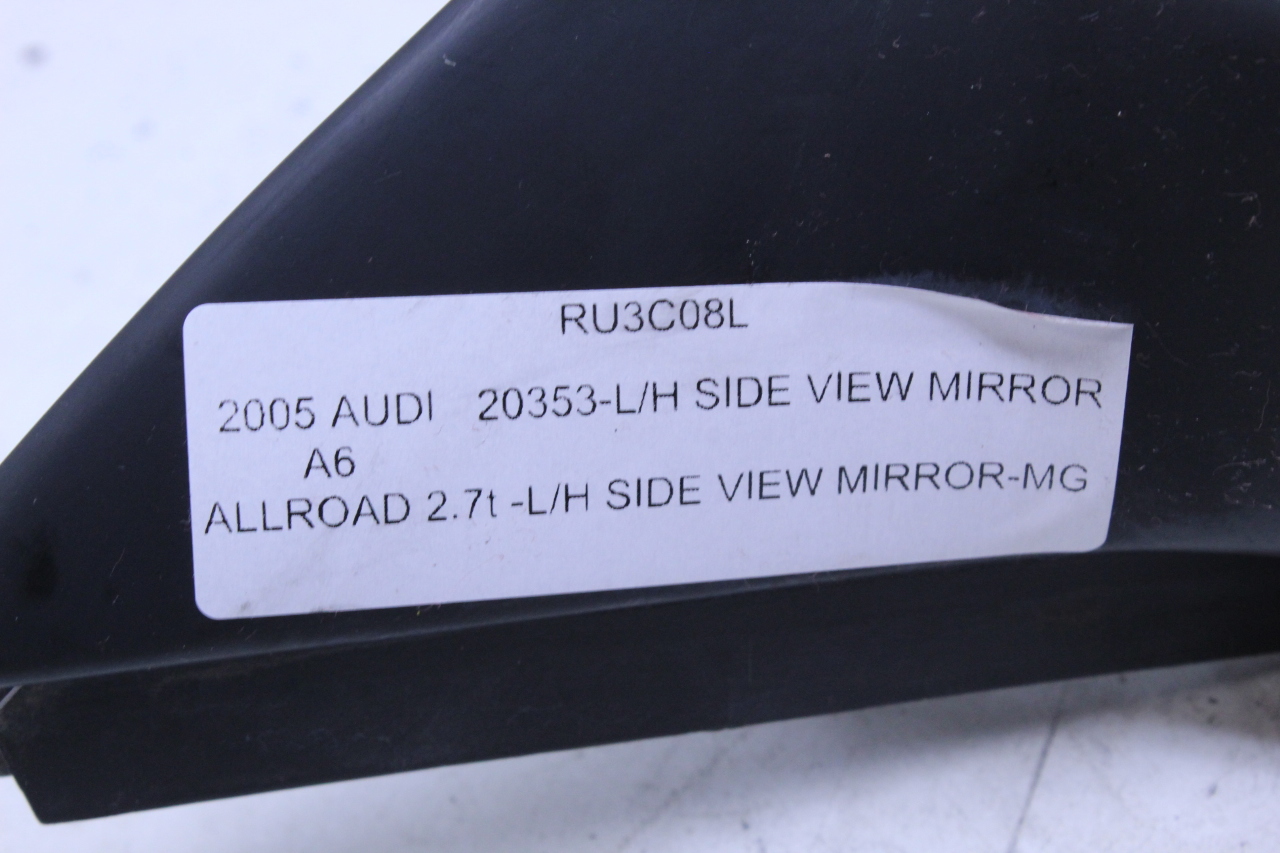 RU3C08L
2005 AUDI 20353-L/H SIDE VIEW MIRROR
A6
ALLROAD 2.7t -L/H SIDE VIEW MIRROR-MG